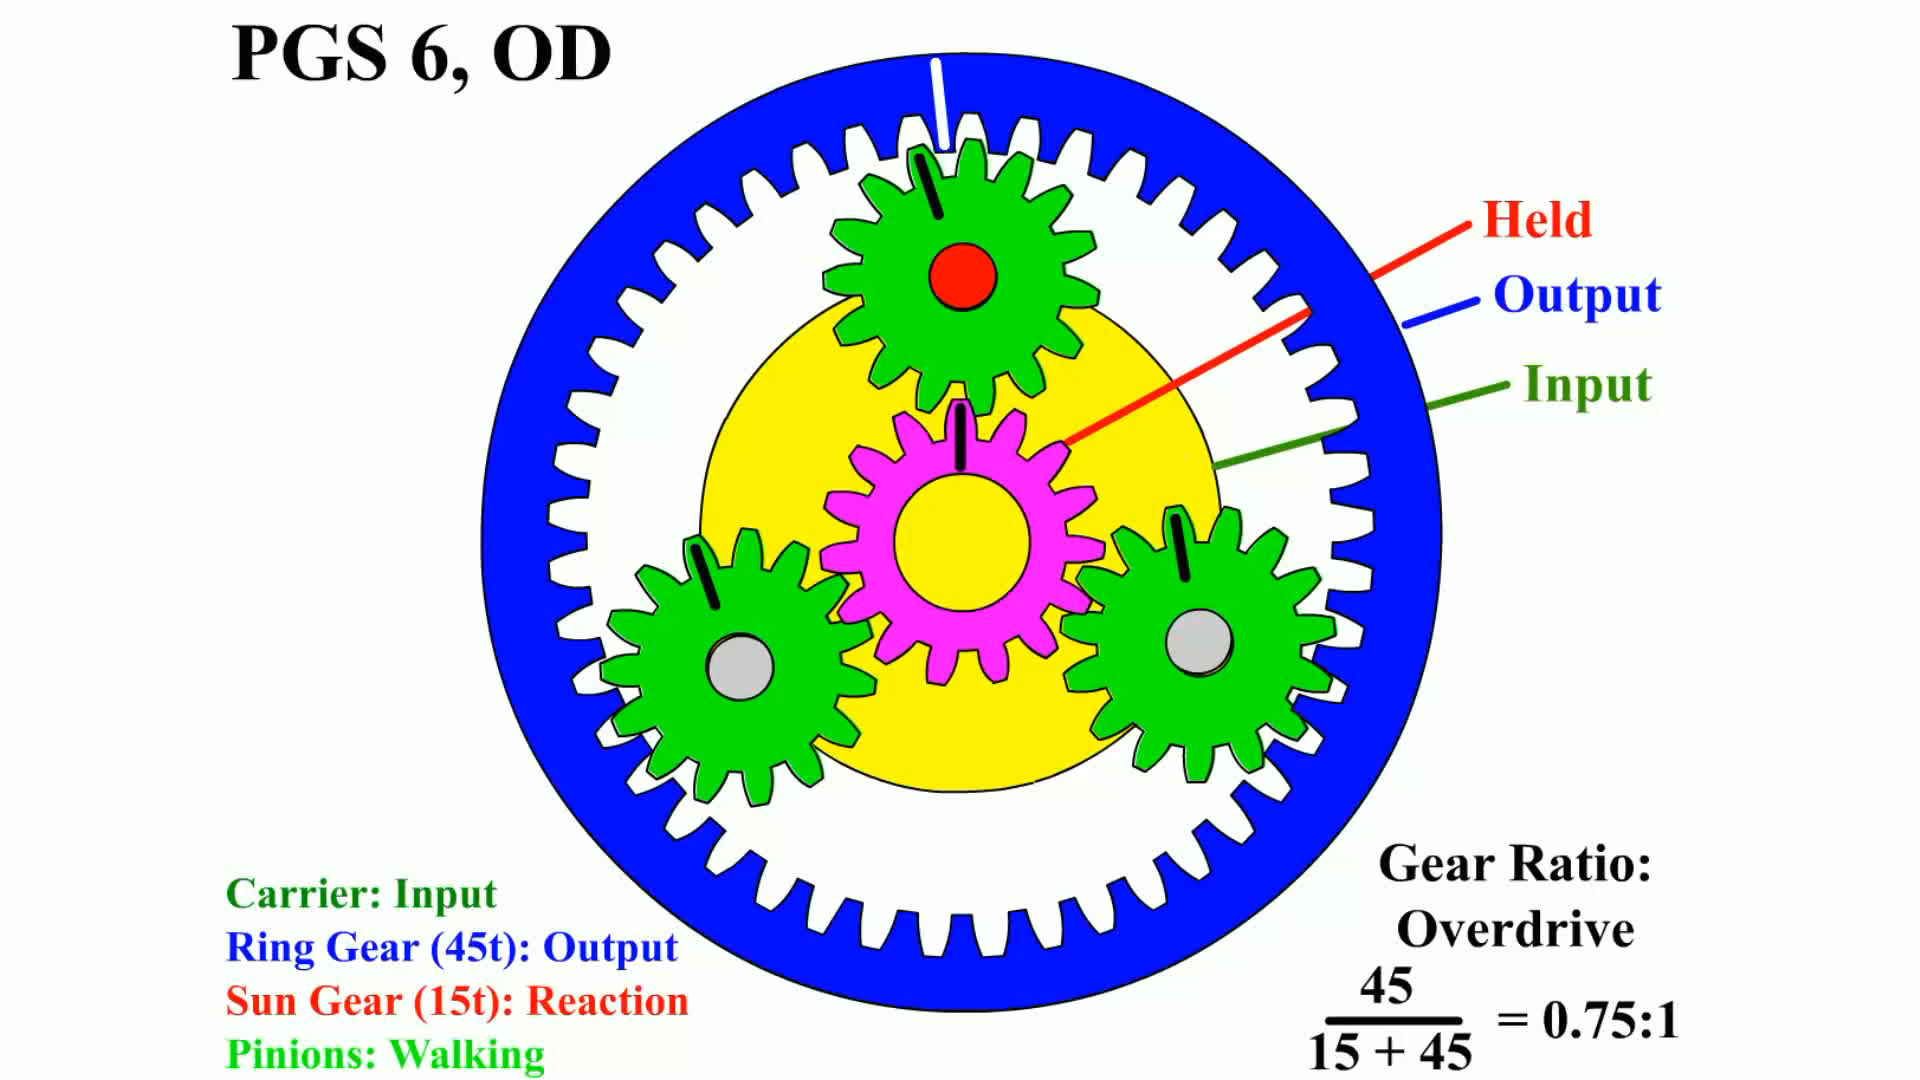 PGS 6, OD
Held
Output
Input
Carrier: Input
Ring Gear (45t): Output
Sun Gear (15t): Reaction
Pinions: Walking
Gear Ratio:
Overdrive
45
15 + 45
= 0.75:1